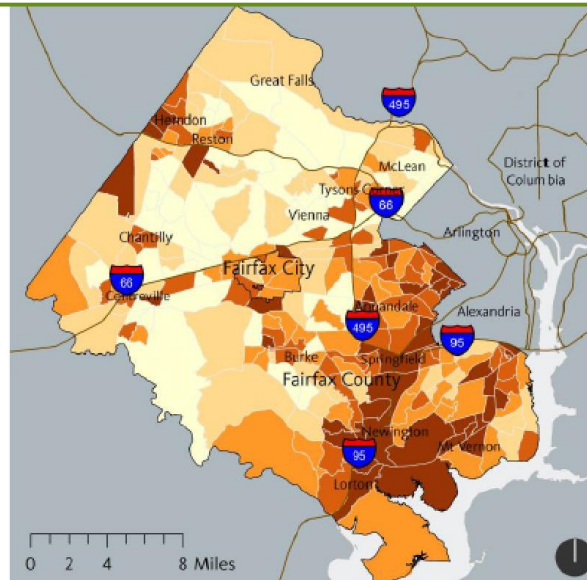 Great Falls
495
Herndon
Reston
McLean
District of
Columbia
Tysons Corner
66
Vienna
Arlington
Chantilly
Fairfax City
66
Centreville
Annandale
Alexandria
495
95
Burke
Springfield
Fairfax County
Newington
Mt Vernon
95
Lorton
0 2 4 8 Miles